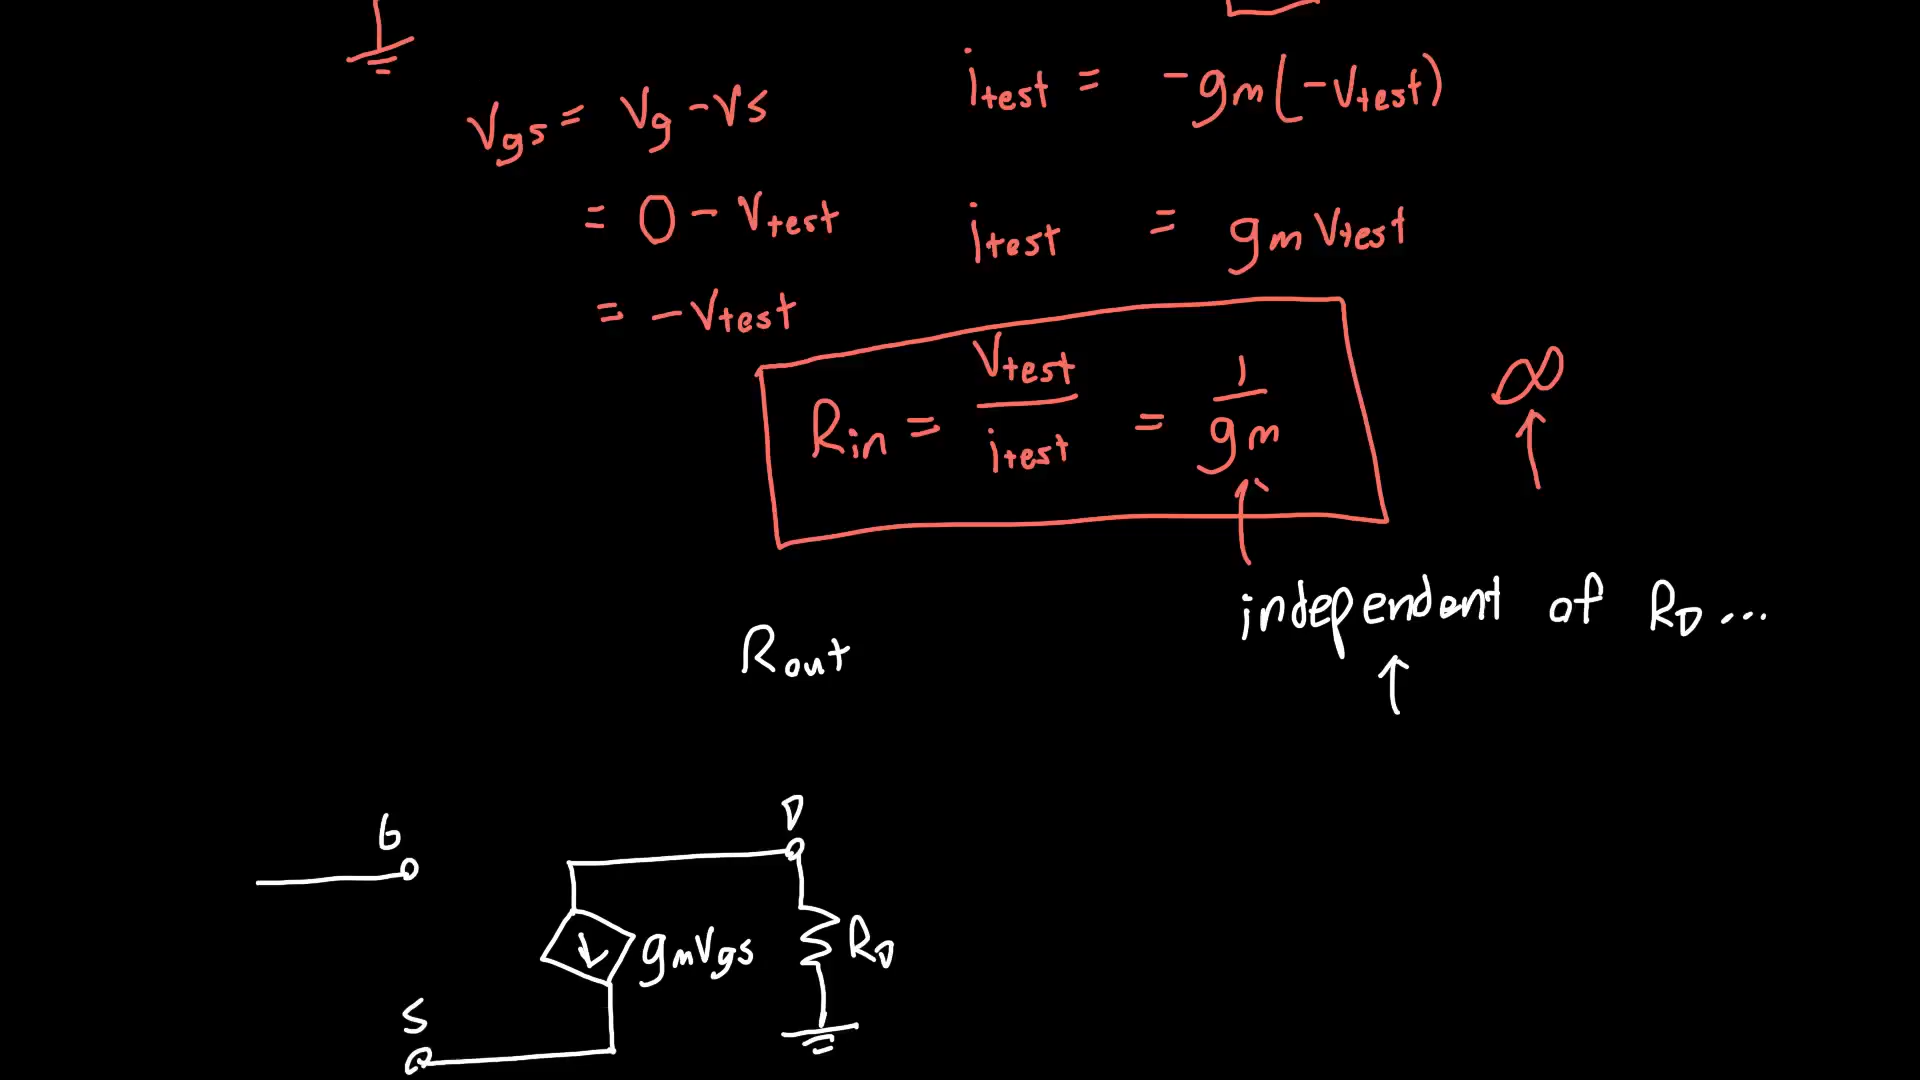 Vgs = Vg - Vs
= 0 - Vtest
= - Vtest
itest = -gm(-Vtest)
itest = gm Vtest
Rin = Vtest / itest = 1 / gm
∞
independent of RD ...
Rout
G
D
gmVgs
RD
S